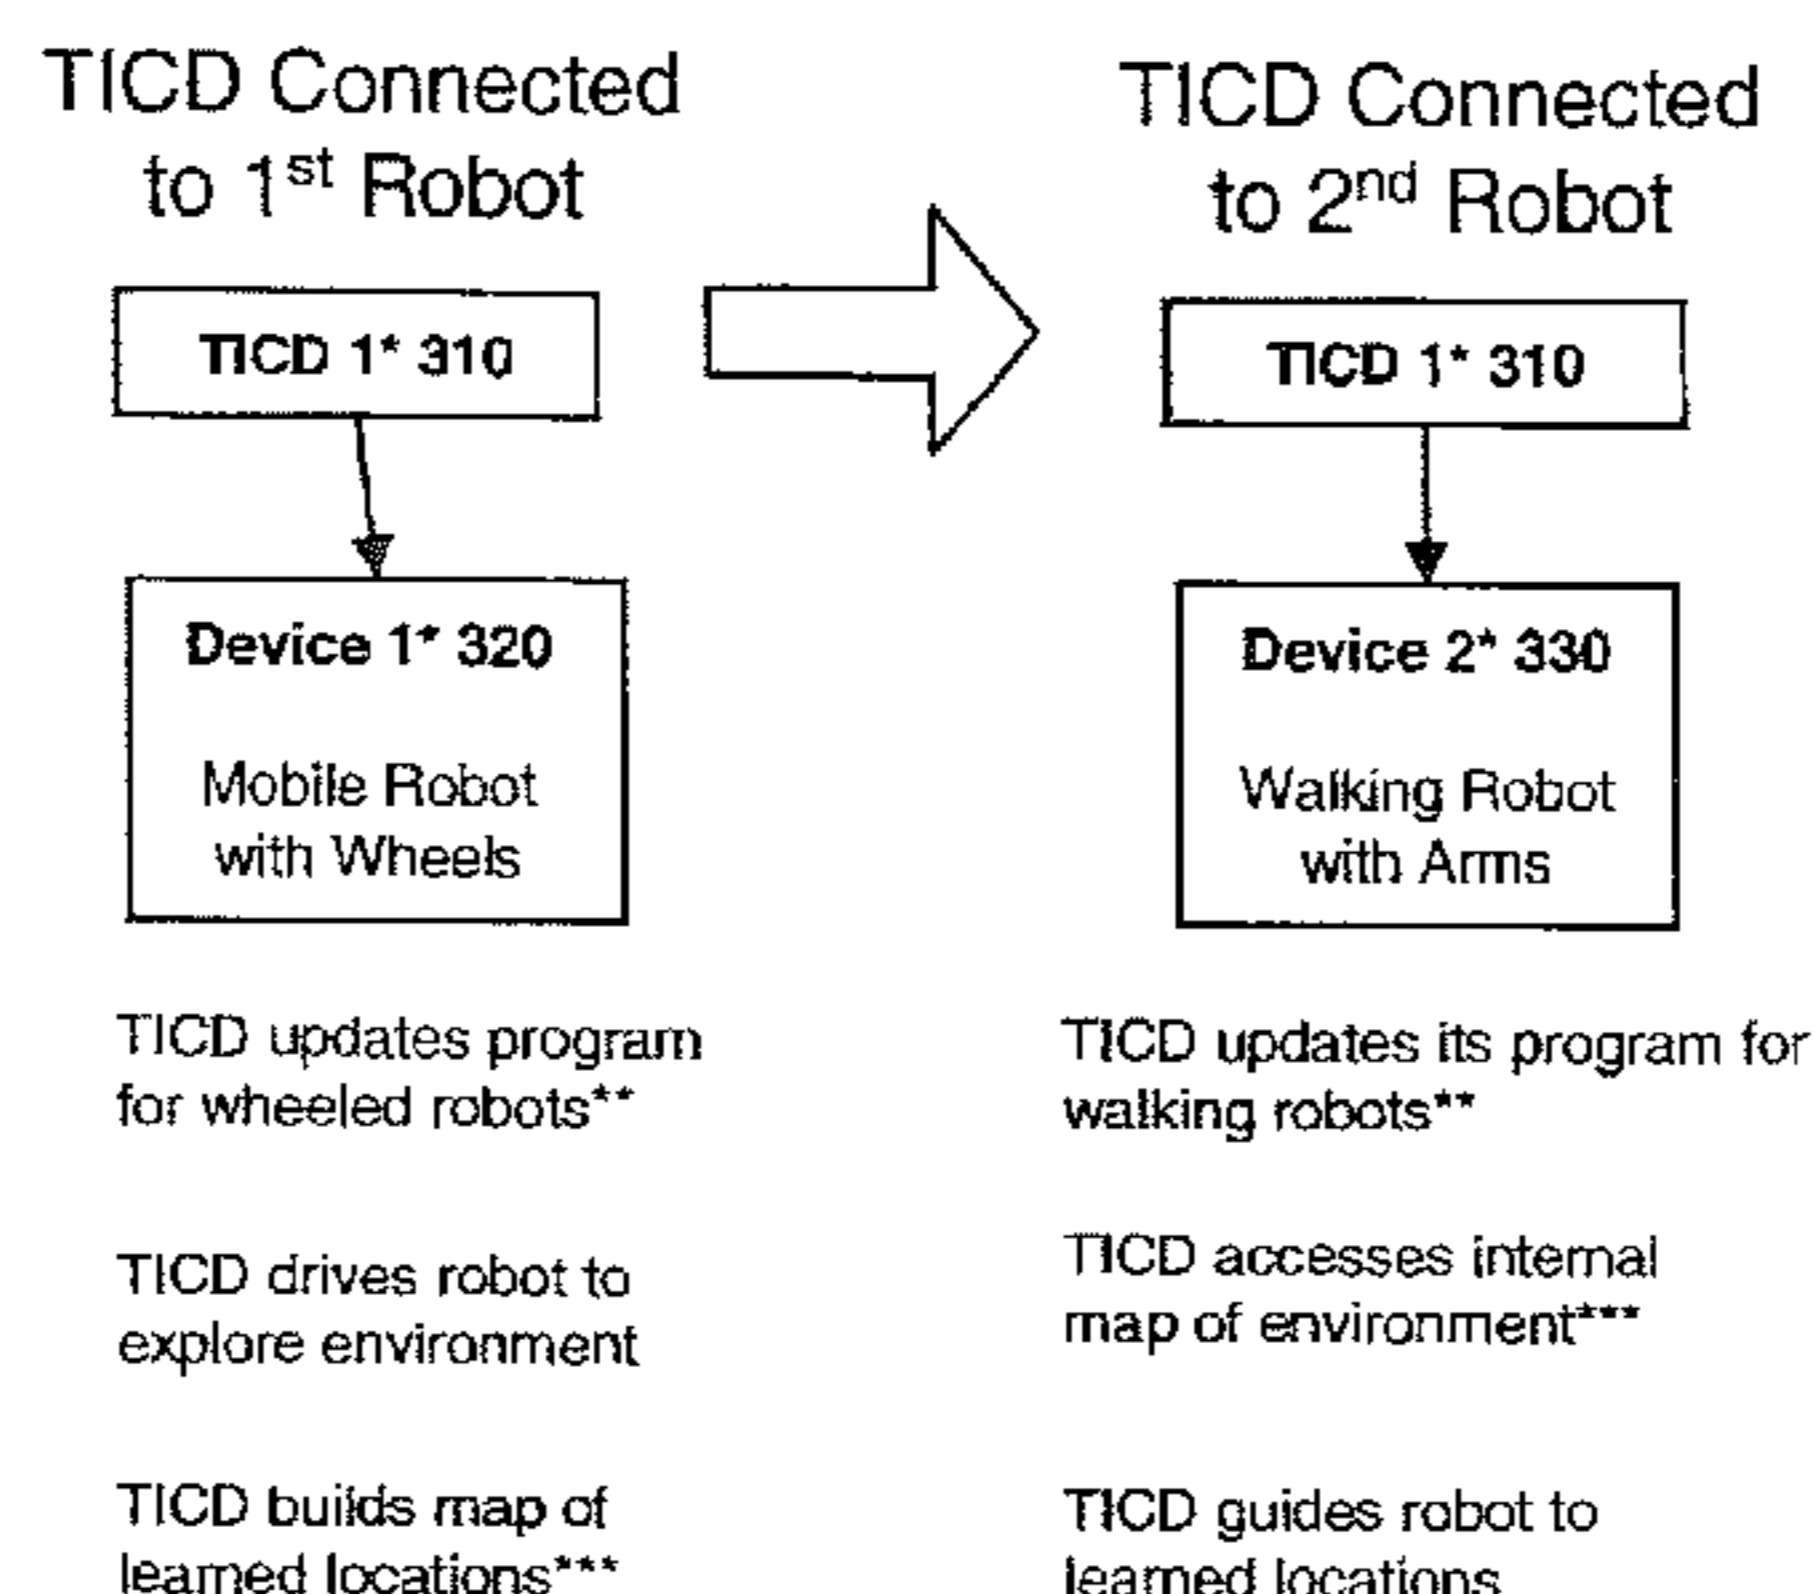 TICD Connected
to 1st Robot
TICD 1* 310
Device 1* 320
Mobile Robot
with Wheels
TICD updates program
for wheeled robots**
TICD drives robot to
explore environment
TICD builds map of
learned locations***
TICD Connected
to 2nd Robot
TICD 1* 310
Device 2* 330
Walking Robot
with Arms
TICD updates its program for
walking robots**
TICD accesses internal
map of environment***
TICD guides robot to
learned locations